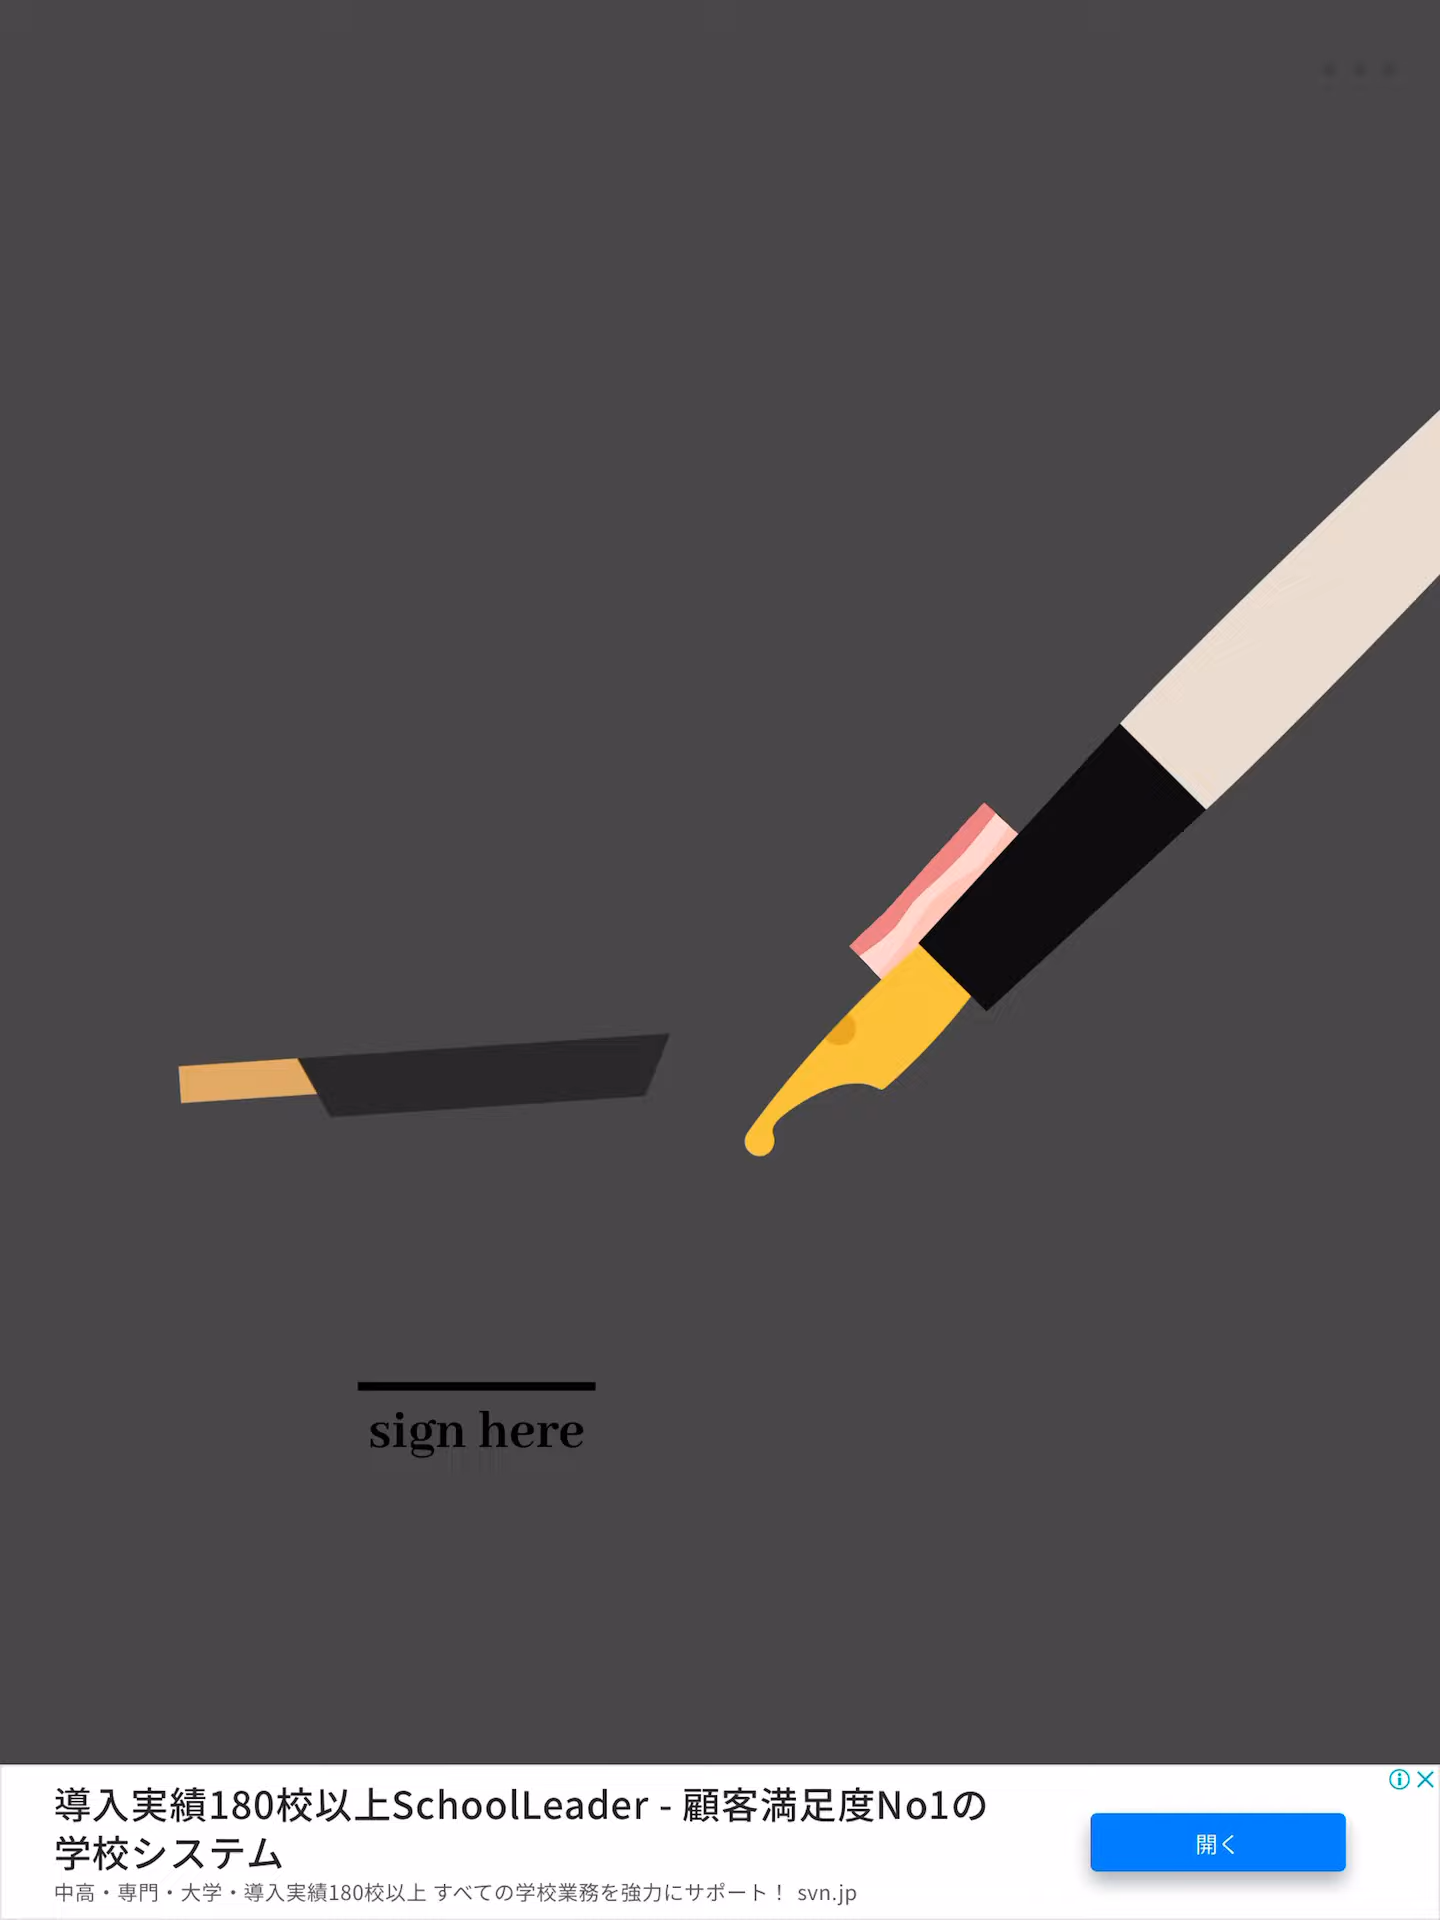 sign here
導入実績180校以上SchoolLeader - 顧客満足度No1の
学校システム
中高・専門・大学・導入実績180校以上 すべての学校業務を強力にサポート！ svn.jp
開く